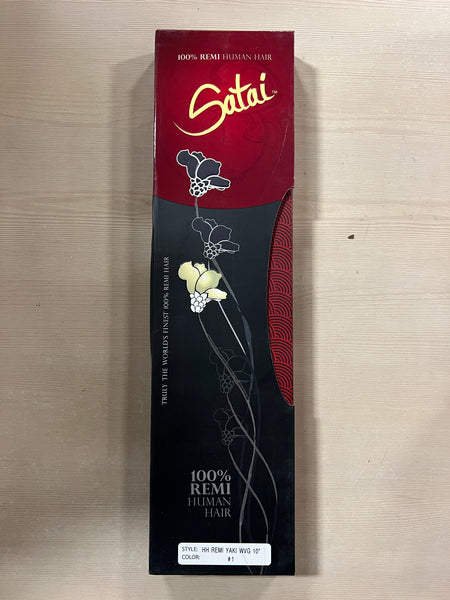 100% REMI HUMAN HAIR
Satai™
TRULY THE WORLD'S FINEST 100% REMI HAIR
100%
REMI
HUMAN
HAIR
STYLE: HH REMI YAKI WVG 10"
COLOR: #1